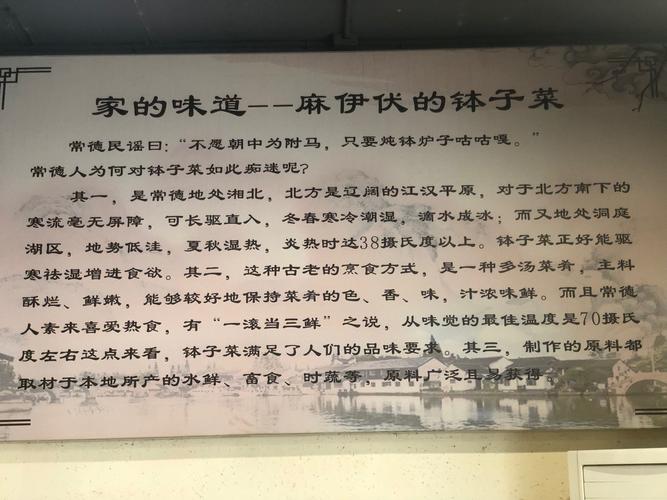 家的味道--麻伊伏的钵子菜
常德民谣曰：“不愿朝中为附马，只要炖钵炉子咕咕嘎。”
常德人为何对钵子菜如此痴迷呢？
其一，是常德地处湘北，北方是辽阔的江汉平原，对于北方南下的
寒流毫无屏障，可长驱直入，冬春寒冷潮湿，滴水成冰；而又地处洞庭
湖区，地势低洼，夏秋湿热，炎热时达38摄氏度以上。钵子菜正好能驱
寒祛湿增进食欲。其二，这种古老的烹食方式，是一种多汤菜肴，主料
酥烂、鲜嫩，能够较好地保持菜肴的色、香、味，汁浓味鲜。而且常德
人素来喜爱热食，有“一滚当三鲜”之说，从味觉的最佳温度是70摄氏
度左右这点来看，钵子菜满足了人们的品味要求。其三，制作的原料都
取材于本地所产的水鲜、畜食、时蔬等，原料广泛且易获得。